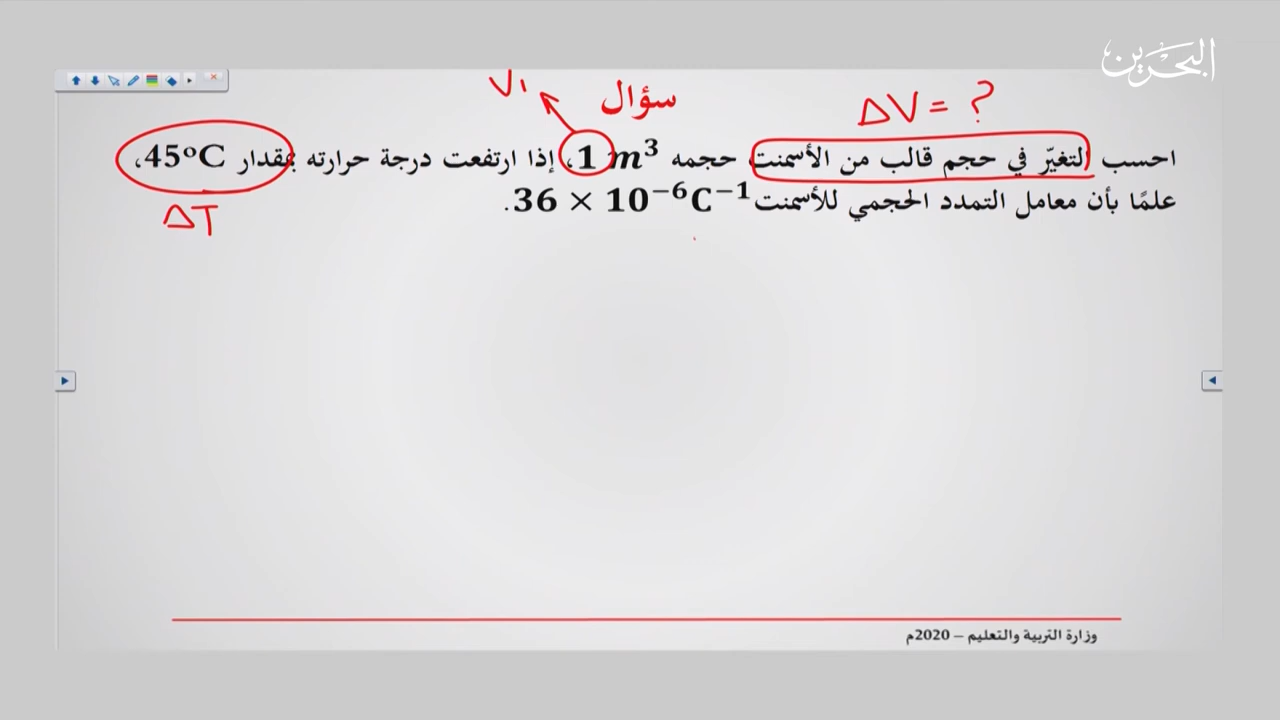 البحرين
V1
سؤال
ΔV = ?
احسب التغيّر في حجم قالب من الأسمنت حجمه 1 m³، إذا ارتفعت درجة حرارته بمقدار 45°C،
ΔT
علمًا بأن معامل التمدد الحجمي للأسمنت 36 × 10⁻⁶C⁻¹.
وزارة التربية والتعليم – 2020م